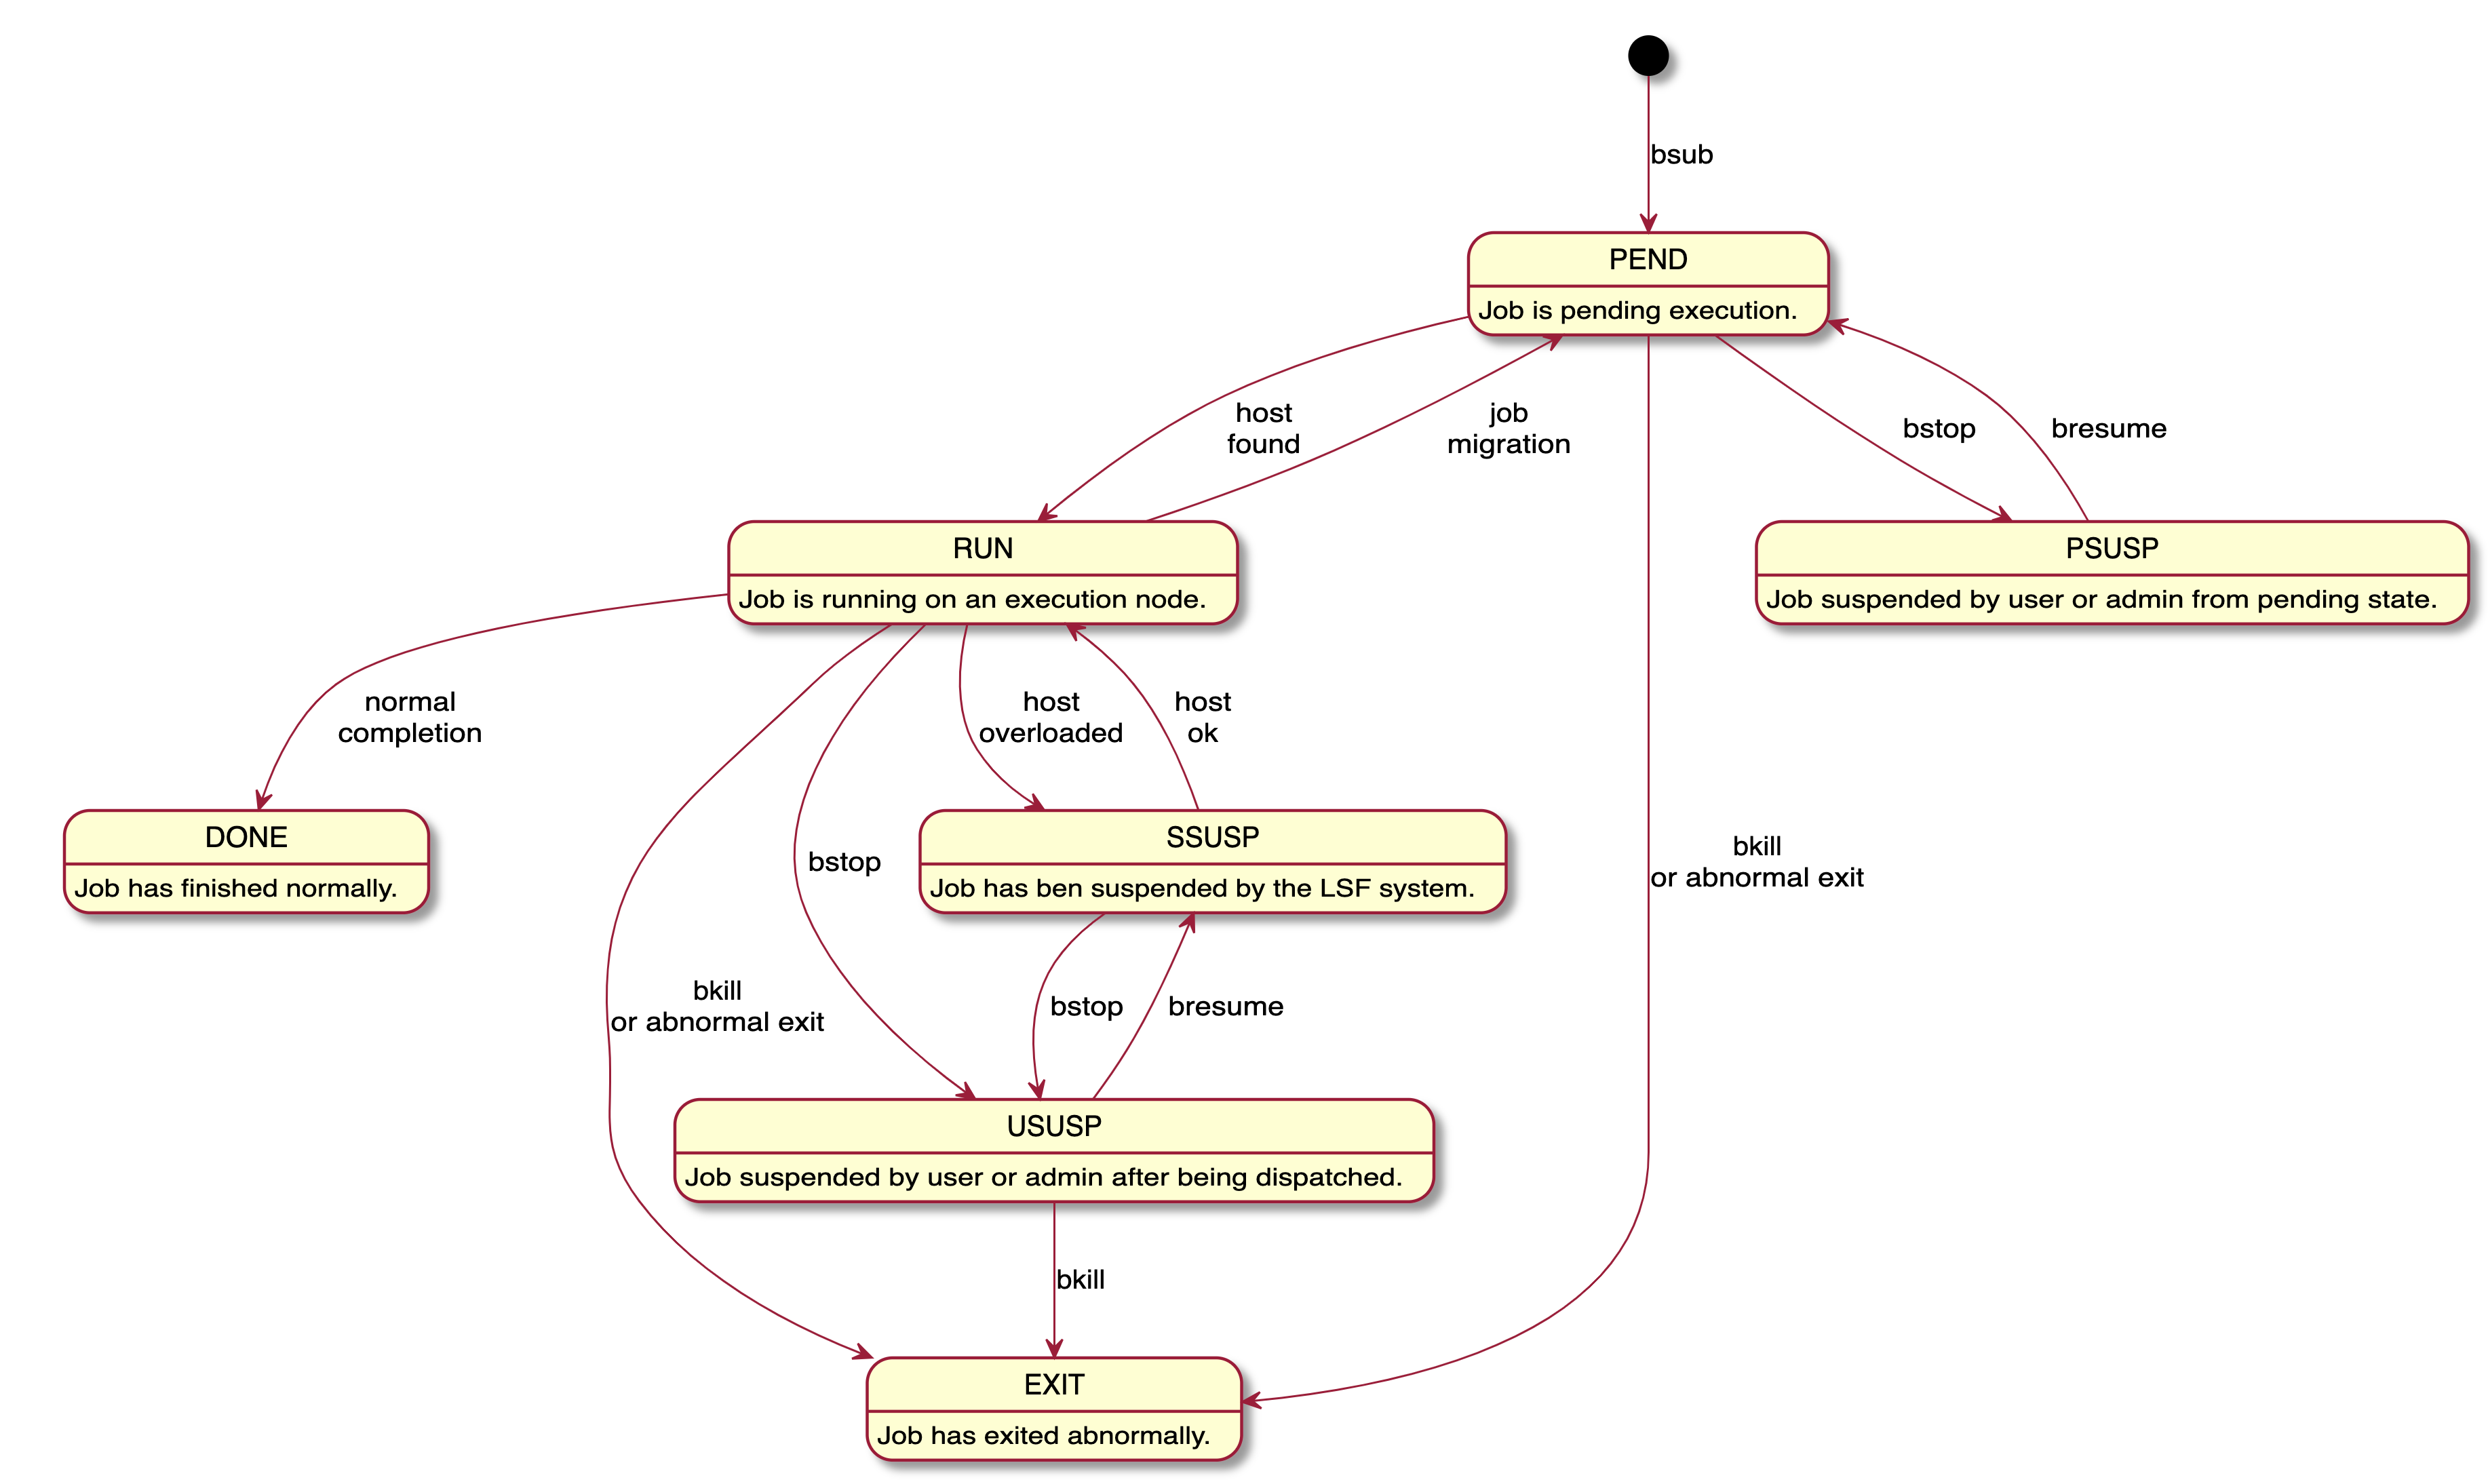 bsub
PEND
Job is pending execution.
host
found
job
migration
bstop
bresume
RUN
Job is running on an execution node.
PSUSP
Job suspended by user or admin from pending state.
normal
completion
host
overloaded
host
ok
bstop
DONE
Job has finished normally.
SSUSP
Job has ben suspended by the LSF system.
bkill
or abnormal exit
bkill
or abnormal exit
bstop
bresume
USUSP
Job suspended by user or admin after being dispatched.
bkill
EXIT
Job has exited abnormally.